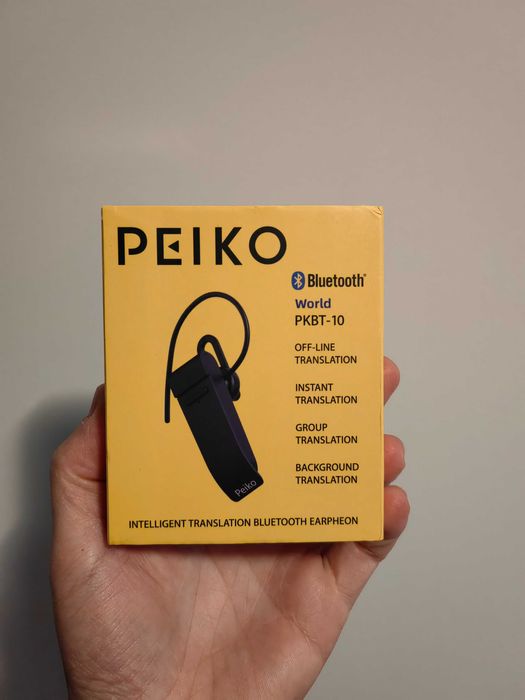 PEIKO
Bluetooth®
World
PKBT-10
OFF-LINE
TRANSLATION
INSTANT
TRANSLATION
GROUP
TRANSLATION
BACKGROUND
TRANSLATION
Peiko
INTELLIGENT TRANSLATION BLUETOOTH EARPHEON